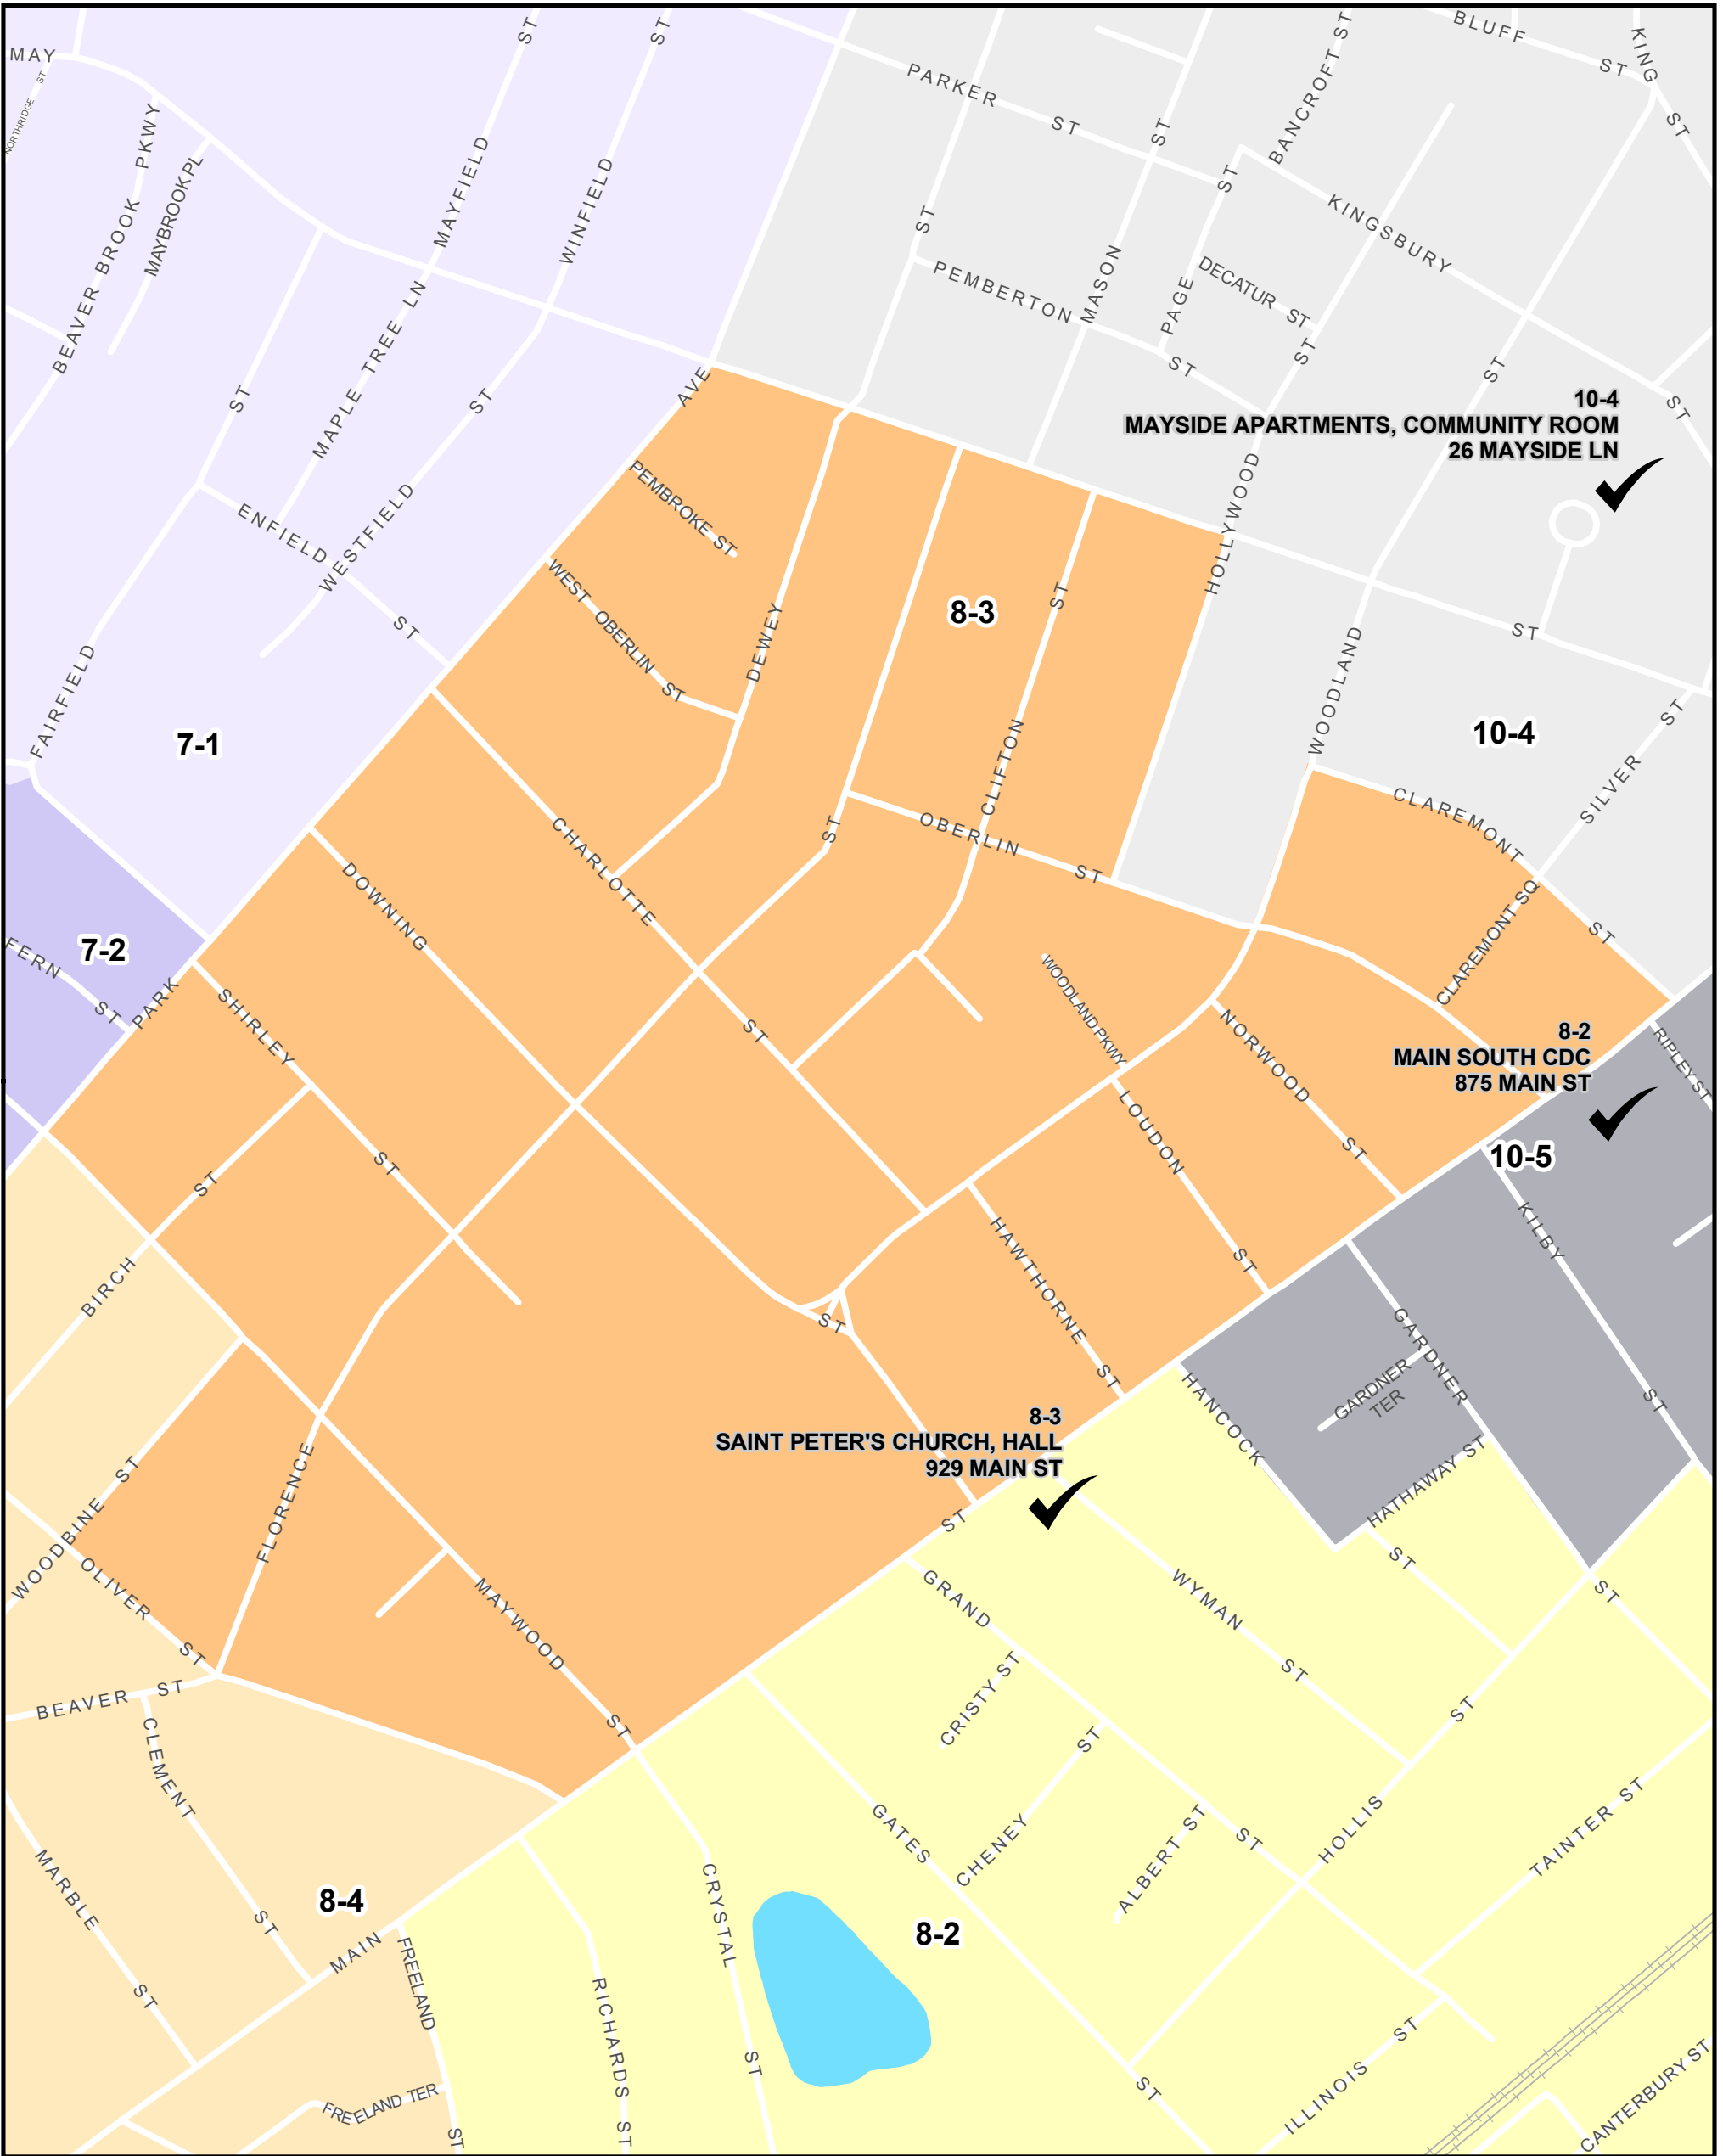 MAY
NORTHRIDGE ST
BEAVER BROOK PKWY
MAYBROOK PL
MAYFIELD ST
WINFIELD ST
MAPLE TREE LN
ST
WESTFIELD ST
ENFIELD ST
FAIRFIELD
7-1
PARKER ST
ST
MASON ST
BANCROFT ST
BLUFF ST
KING ST
PAGE ST
KINGSBURY ST
PEMBERTON ST
DECATUR ST
HOLLYWOOD ST
WOODLAND ST
10-4
MAYSIDE APARTMENTS, COMMUNITY ROOM
26 MAYSIDE LN
ST
10-4
SILVER ST
CLAREMONT ST
CLAREMONT SQ
AVE
PEMBROKE ST
WEST OBERLIN ST
DEWEY
8-3
CLIFTON ST
ST
OBERLIN ST
CHARLOTTE ST
DOWNING
ST
7-2
FERN ST
PARK
SHIRLEY ST
WOODLAND PKWY
NORWOOD ST
LOUDON ST
HAWTHORNE ST
8-2
MAIN SOUTH CDC
875 MAIN ST
RIPLEY ST
10-5
KILBY ST
GARDNER ST
GARDNER
TER
HANCOCK ST
HATHAWAY ST
BIRCH ST
WOODBINE ST
OLIVER ST
FLORENCE
MAYWOOD ST
8-3
SAINT PETER'S CHURCH, HALL
929 MAIN ST
ST
GRAND ST
WYMAN ST
CRISTY ST
CHENEY ST
ALBERT ST
HOLLIS ST
TAINTER ST
GATES ST
BEAVER ST
CLEMENT ST
MARBLE ST
8-4
MAIN
FREELAND ST
FREELAND TER
RICHARDS ST
CRYSTAL ST
8-2
ILLINOIS ST
CANTERBURY ST